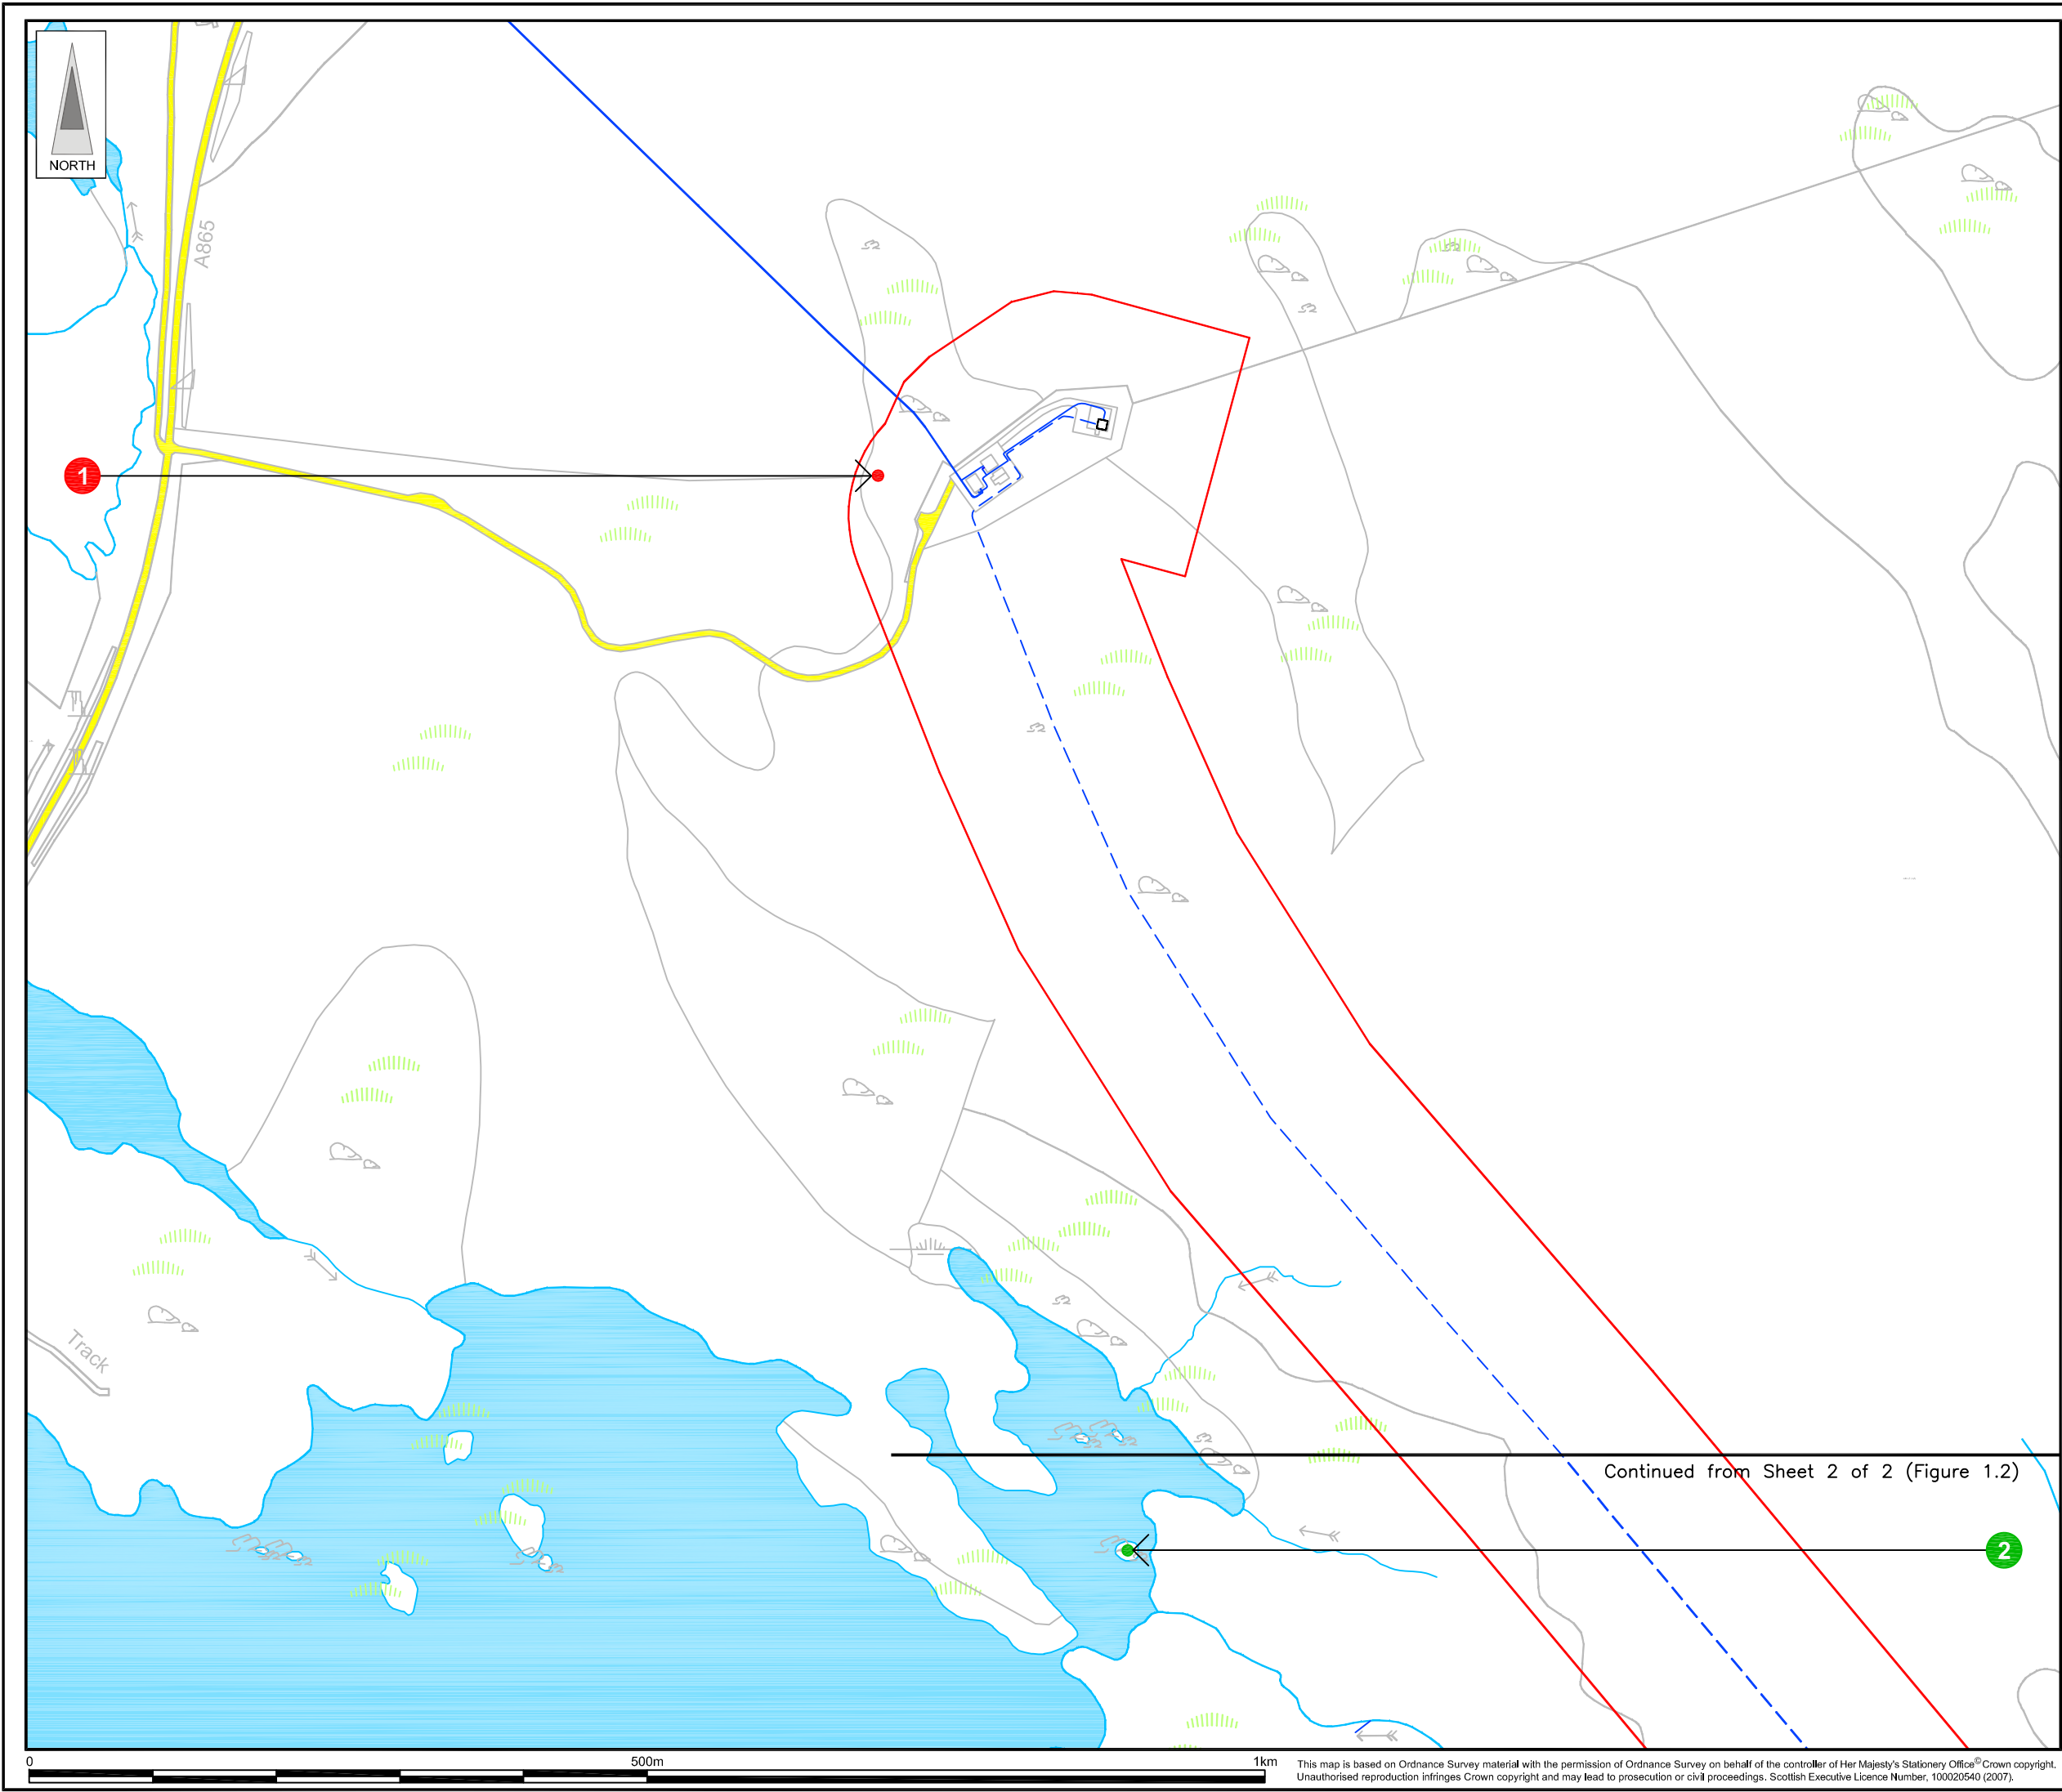 NORTH
A865
1
Track
Continued from Sheet 2 of 2 (Figure 1.2)
2
0 500m 1km
This map is based on Ordnance Survey material with the permission of Ordnance Survey on behalf of the controller of Her Majesty's Stationery Office © Crown copyright.
Unauthorised reproduction infringes Crown copyright and may lead to prosecution or civil proceedings. Scottish Executive Licence Number, 100020540 (2007).